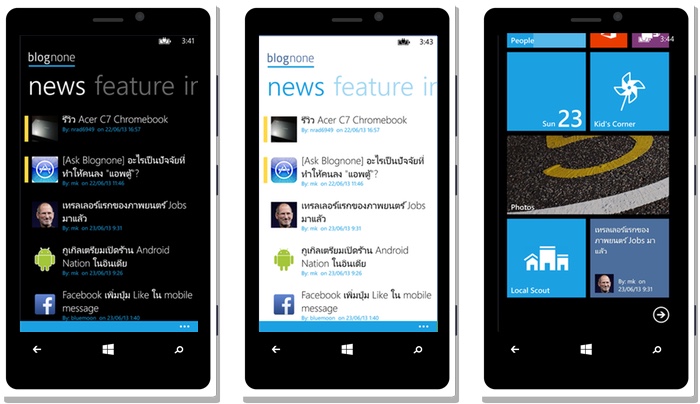 3:41
blognone
news feature in
รีวิว Acer C7 Chromebook
By: nrad6949 on 22/06/13 16:57
[Ask Blognone] อะไรเป็นปัจจัยที่
ทำให้คนลง "แอพตู้"?
By: mk on 22/06/13 11:46
เทรลเลอร์แรกของภาพยนตร์ Jobs
มาแล้ว
By: mk on 23/06/13 9:31
กูเกิลเตรียมเปิดร้าน Android
Nation ในอินเดีย
By: mk on 23/06/13 9:26
Facebook เพิ่มปุ่ม Like ใน mobile
message
By: bluemoon on 23/06/13 1:40
3:43
blognone
news feature in
รีวิว Acer C7 Chromebook
By: nrad6949 on 22/06/13 16:57
[Ask Blognone] อะไรเป็นปัจจัยที่
ทำให้คนลง "แอพตู้"?
By: mk on 22/06/13 11:46
เทรลเลอร์แรกของภาพยนตร์ Jobs
มาแล้ว
By: mk on 23/06/13 9:31
กูเกิลเตรียมเปิดร้าน Android
Nation ในอินเดีย
By: mk on 23/06/13 9:26
Facebook เพิ่มปุ่ม Like ใน mobile
message
By: bluemoon on 23/06/13 1:40
3:44
People
Sun 23
Kid's Corner
Photos
Local Scout
เทรลเลอร์แรกของ
ภาพยนตร์ Jobs มา
แล้ว
By: mk on
23/06/13 9:31